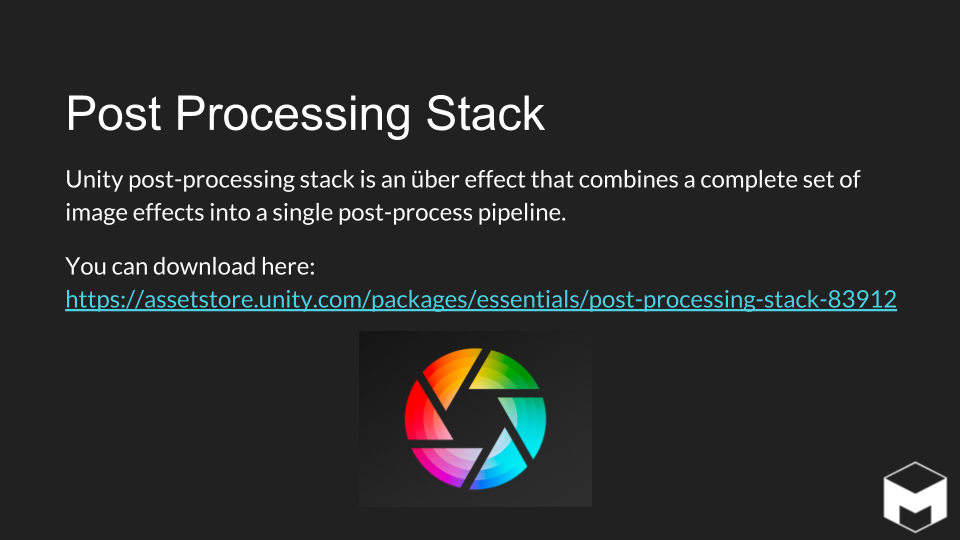 Post Processing Stack
Unity post-processing stack is an über effect that combines a complete set of
image effects into a single post-process pipeline.
You can download here:
https://assetstore.unity.com/packages/essentials/post-processing-stack-83912